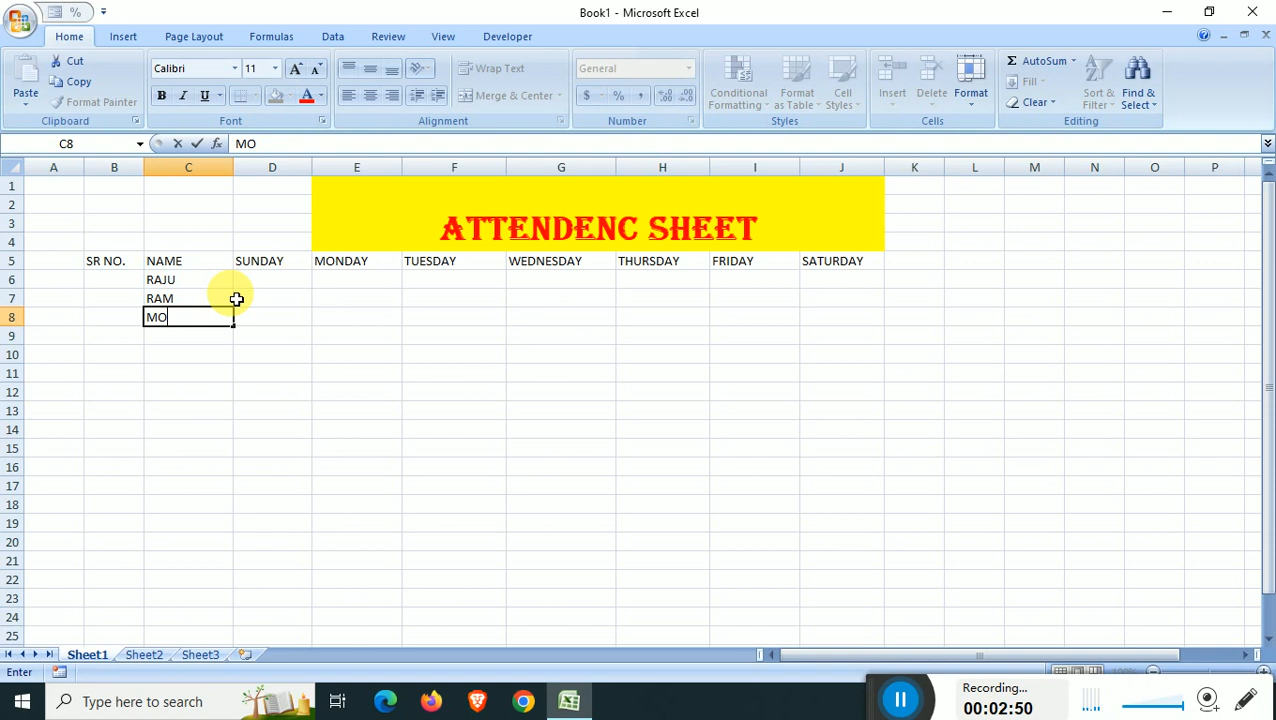 Book1 - Microsoft Excel
Home Insert Page Layout Formulas Data Review View Developer
Paste Cut Copy Format Painter Clipboard
Calibri 11 A A B I U A Font
Wrap Text Merge & Center Alignment
General $ % , Number
Conditional Formatting Format as Table Cell Styles Styles
Insert Delete Format Cells
Σ AutoSum Fill Clear Sort & Filter Find & Select Editing
C8 fx MO
A B C D E F G H I J K L M N O P
1
2
3 ATTENDENC SHEET
4
5 SR NO. NAME SUNDAY MONDAY TUESDAY WEDNESDAY THURSDAY FRIDAY SATURDAY
6 RAJU
7 RAM
8 MO
9
10
11
12
13
14
15
16
17
18
19
20
21
22
23
24
25
Sheet1 Sheet2 Sheet3
Enter 100%
Type here to search
Recording...
00:02:50